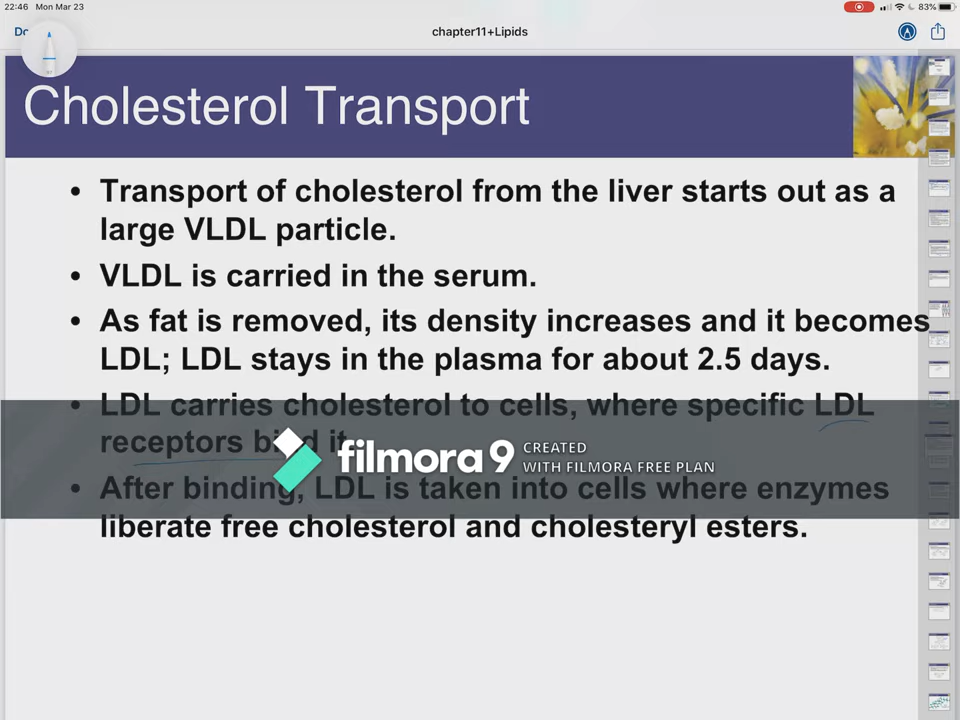 22:46 Mon Mar 23
83%
chapter11+Lipids
Cholesterol Transport
• Transport of cholesterol from the liver starts out as a
large VLDL particle.
• VLDL is carried in the serum.
• As fat is removed, its density increases and it becomes
LDL; LDL stays in the plasma for about 2.5 days.
• LDL carries cholesterol to cells, where specific LDL
receptors bind it.
filmora 9 CREATED
WITH FILMORA FREE PLAN
• After binding, LDL is taken into cells where enzymes
liberate free cholesterol and cholesteryl esters.